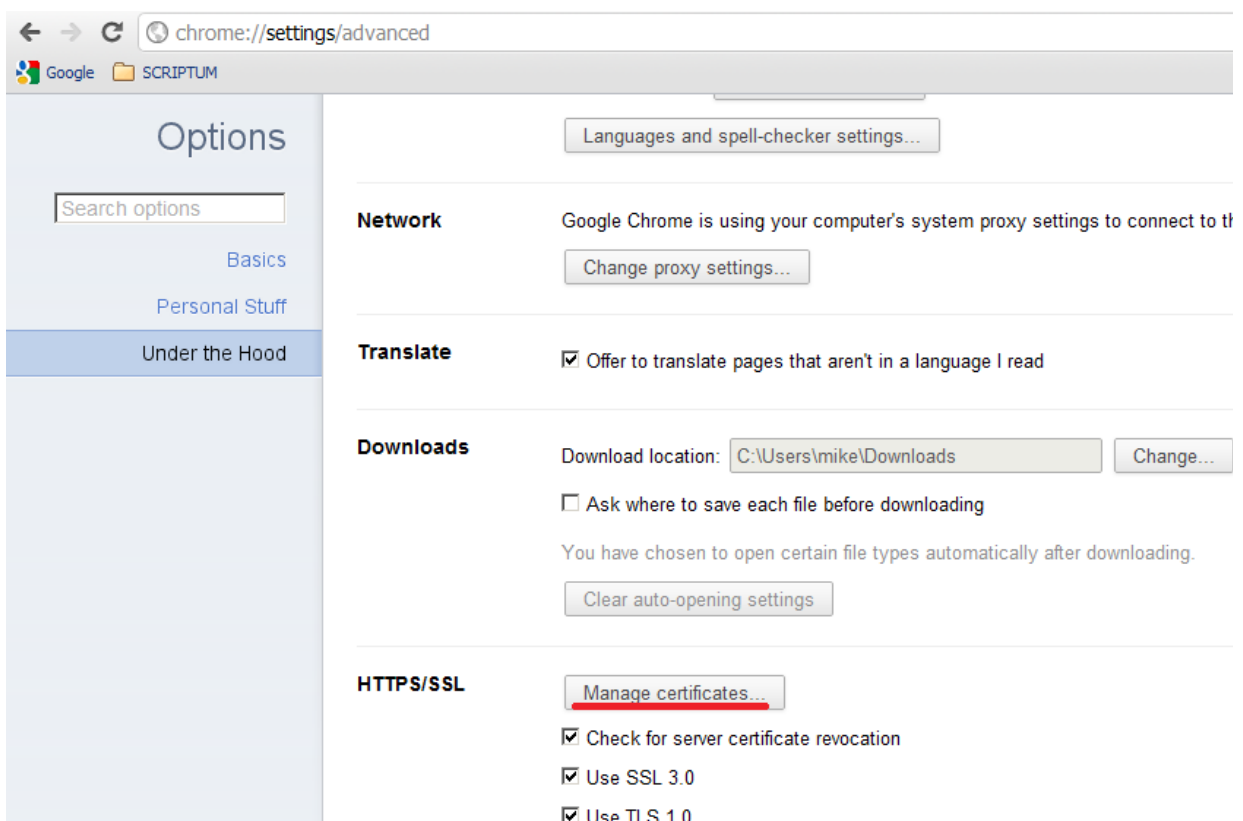 chrome://settings/advanced
Google SCRIPTUM
Options
Search options
Basics
Personal Stuff
Under the Hood
Languages and spell-checker settings...
Network Google Chrome is using your computer's system proxy settings to connect to th
Change proxy settings...
Translate Offer to translate pages that aren't in a language I read
Downloads Download location: C:\Users\mike\Downloads Change...
Ask where to save each file before downloading
You have chosen to open certain file types automatically after downloading.
Clear auto-opening settings
HTTPS/SSL Manage certificates...
Check for server certificate revocation
Use SSL 3.0
Use TLS 1.0